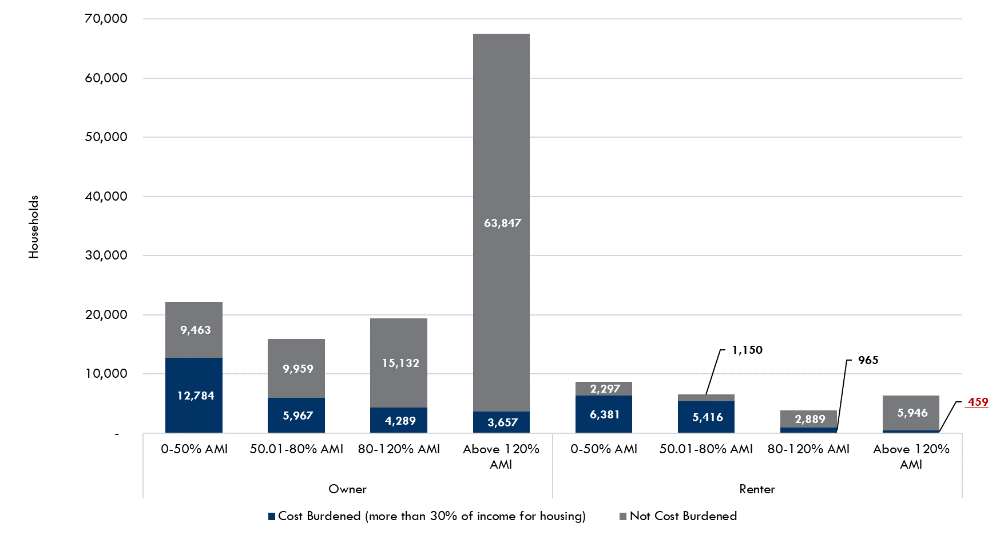 70,000
60,000
50,000
40,000
30,000
20,000
10,000
-
Households
9,463
12,784
9,959
5,967
15,132
4,289
63,847
3,657
2,297
6,381
1,150
5,416
965
2,889
459
5,946
0-50% AMI
50.01-80% AMI
80-120% AMI
Above 120%
AMI
0-50% AMI
50.01-80% AMI
80-120% AMI
Above 120%
AMI
Owner
Renter
Cost Burdened (more than 30% of income for housing)
Not Cost Burdened